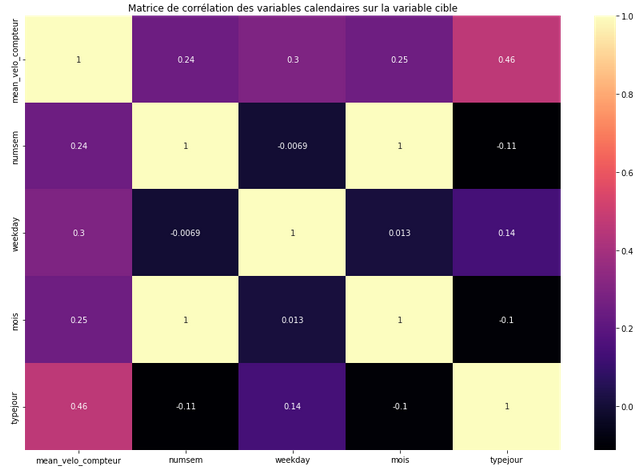 Matrice de corrélation des variables calendaires sur la variable cible
mean_velo_compteur 1 0.24 0.3 0.25 0.46
numsem 0.24 1 -0.0069 1 -0.11
weekday 0.3 -0.0069 1 0.013 0.14
mois 0.25 1 0.013 1 -0.1
typejour 0.46 -0.11 0.14 -0.1 1
mean_velo_compteur numsem weekday mois typejour
1.0
0.8
0.6
0.4
0.2
0.0